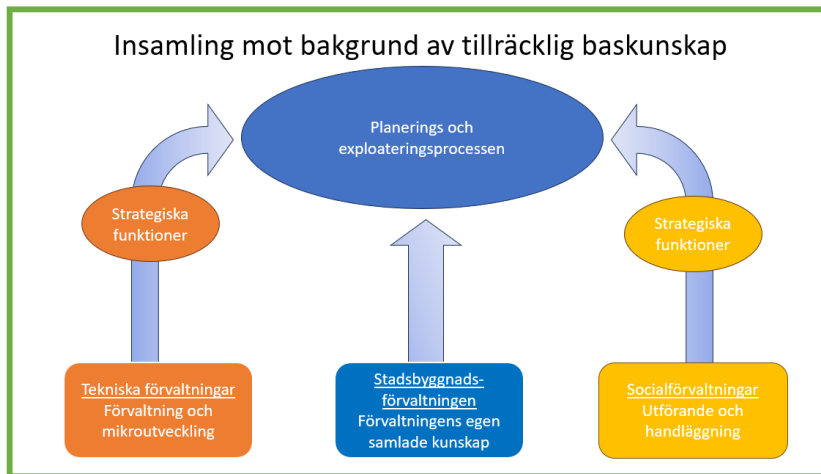 Insamling mot bakgrund av tillräcklig baskunskap
Planerings och
exploateringsprocessen
Strategiska
funktioner
Strategiska
funktioner
Tekniska förvaltningar
Förvaltning och
mikroutveckling
Stadsbyggnads-
förvaltningen
Förvaltningens egen
samlade kunskap
Socialförvaltningar
Utförande och
handläggning